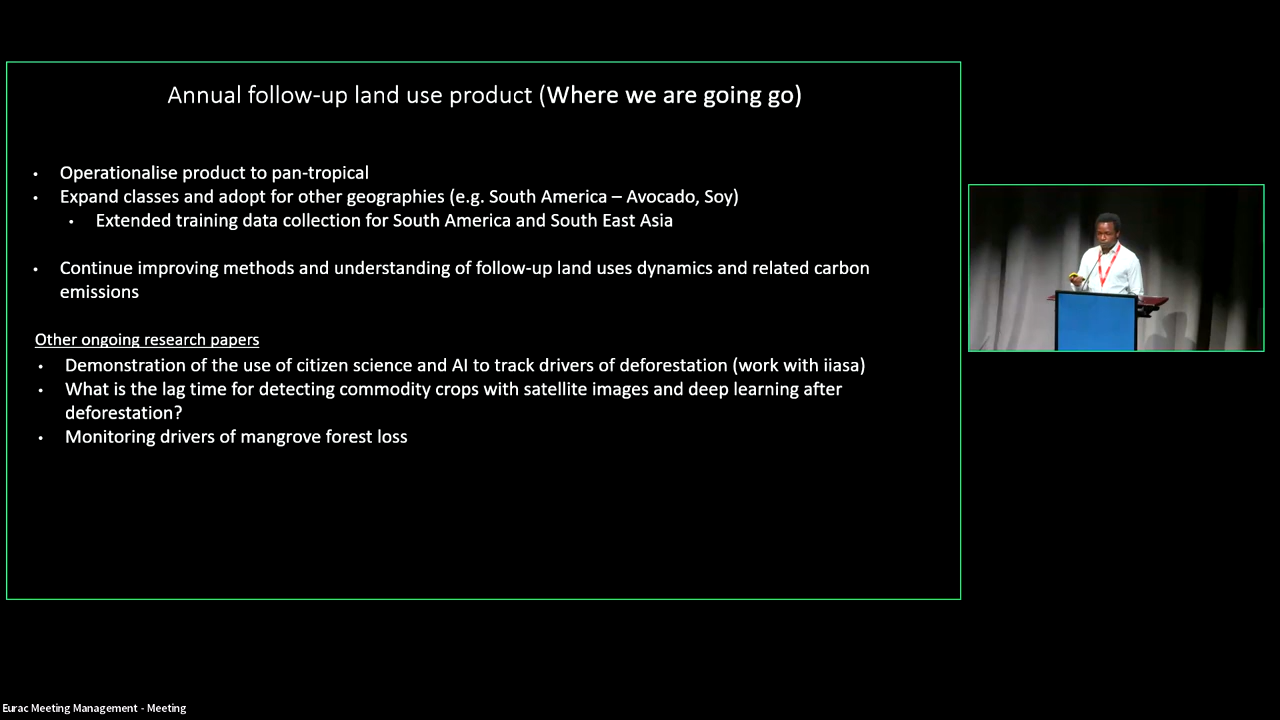 Annual follow-up land use product (Where we are going go)
• Operationalise product to pan-tropical
• Expand classes and adopt for other geographies (e.g. South America – Avocado, Soy)
• Extended training data collection for South America and South East Asia
• Continue improving methods and understanding of follow-up land uses dynamics and related carbon
emissions
Other ongoing research papers
• Demonstration of the use of citizen science and AI to track drivers of deforestation (work with iiasa)
• What is the lag time for detecting commodity crops with satellite images and deep learning after
deforestation?
• Monitoring drivers of mangrove forest loss
Eurac Meeting Management - Meeting